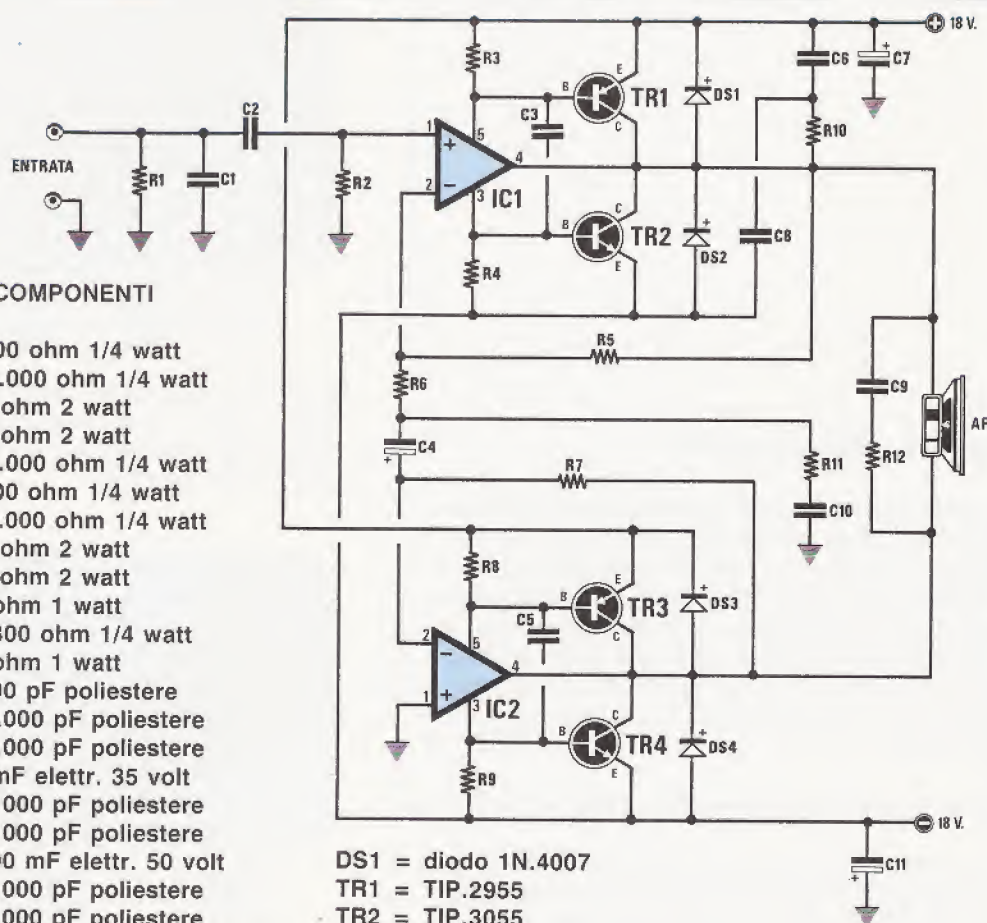 18 V.
R3
C6
C7
B
E
TR1
DS1
C2
C3
C
R10
1
5
ENTRATA
R1
C1
R2
4
2
3
IC1
B
C
TR2
C8
DS2
R4
E
COMPONENTI
00 ohm 1/4 watt
.000 ohm 1/4 watt
ohm 2 watt
ohm 2 watt
.000 ohm 1/4 watt
00 ohm 1/4 watt
.000 ohm 1/4 watt
ohm 2 watt
ohm 2 watt
ohm 1 watt
300 ohm 1/4 watt
ohm 1 watt
00 pF poliestere
.000 pF poliestere
.000 pF poliestere
mF elettr. 35 volt
.000 pF poliestere
.000 pF poliestere
00 mF elettr. 50 volt
.000 pF poliestere
.000 pF poliestere
R5
R6
C9
AP
C4
R7
R11
R12
C10
R8
E
B
TR3
DS3
C5
C
2
5
4
1
3
IC2
C
B
TR4
DS4
R9
E
18 V.
C11
DS1 = diodo 1N.4007
TR1 = TIP.2955
TR2 = TIP.3055